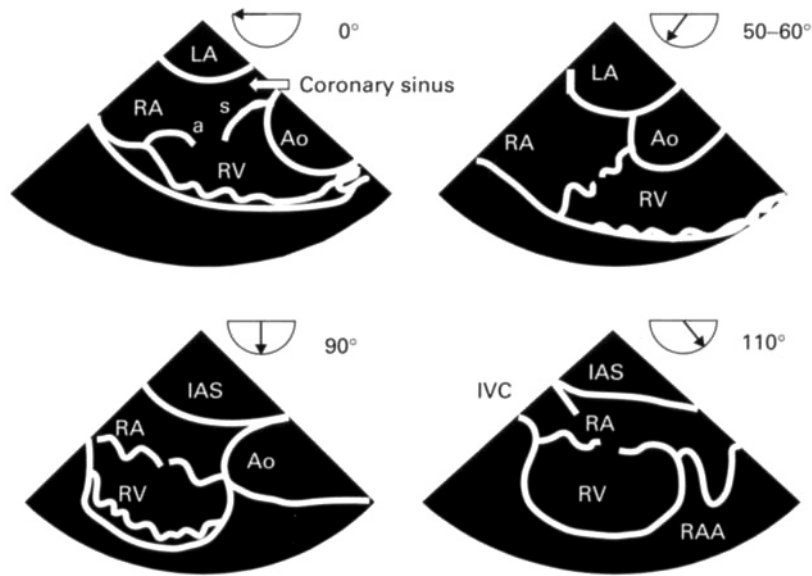 0°
LA
Coronary sinus
RA
s
a
Ao
RV
50–60°
LA
RA
Ao
RV
90°
IAS
RA
Ao
RV
110°
IVC
IAS
RA
RV
RAA